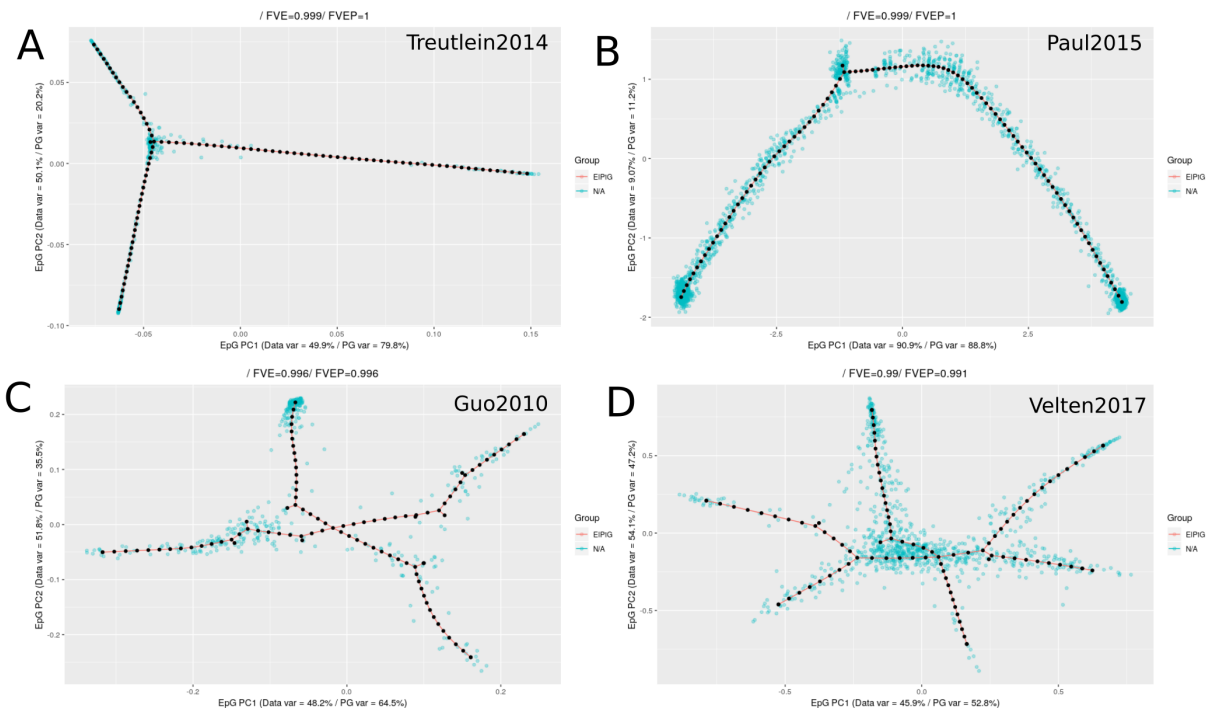 / FVE=0.999/ FVEP=1
A
Treutlein2014
0.05
0.00
-0.05
-0.10
EpG PC2 (Data var = 50.1% / PG var = 20.2%)
-0.05
0.00
0.05
0.10
0.15
EpG PC1 (Data var = 49.9% / PG var = 79.8%)
Group
ElPiG
N/A
/ FVE=0.999/ FVEP=1
B
Paul2015
1
0
-1
-2
EpG PC2 (Data var = 9.07% / PG var = 11.2%)
-2.5
0.0
2.5
EpG PC1 (Data var = 90.9% / PG var = 88.8%)
Group
ElPiG
N/A
/ FVE=0.996/ FVEP=0.996
C
Guo2010
0.2
0.1
0.0
-0.1
-0.2
EpG PC2 (Data var = 51.8% / PG var = 35.5%)
-0.2
0.0
0.2
EpG PC1 (Data var = 48.2% / PG var = 64.5%)
Group
ElPiG
N/A
/ FVE=0.99/ FVEP=0.991
D
Velten2017
0.5
0.0
-0.5
EpG PC2 (Data var = 54.1% / PG var = 47.2%)
-0.5
0.0
0.5
EpG PC1 (Data var = 45.9% / PG var = 52.8%)
Group
ElPiG
N/A